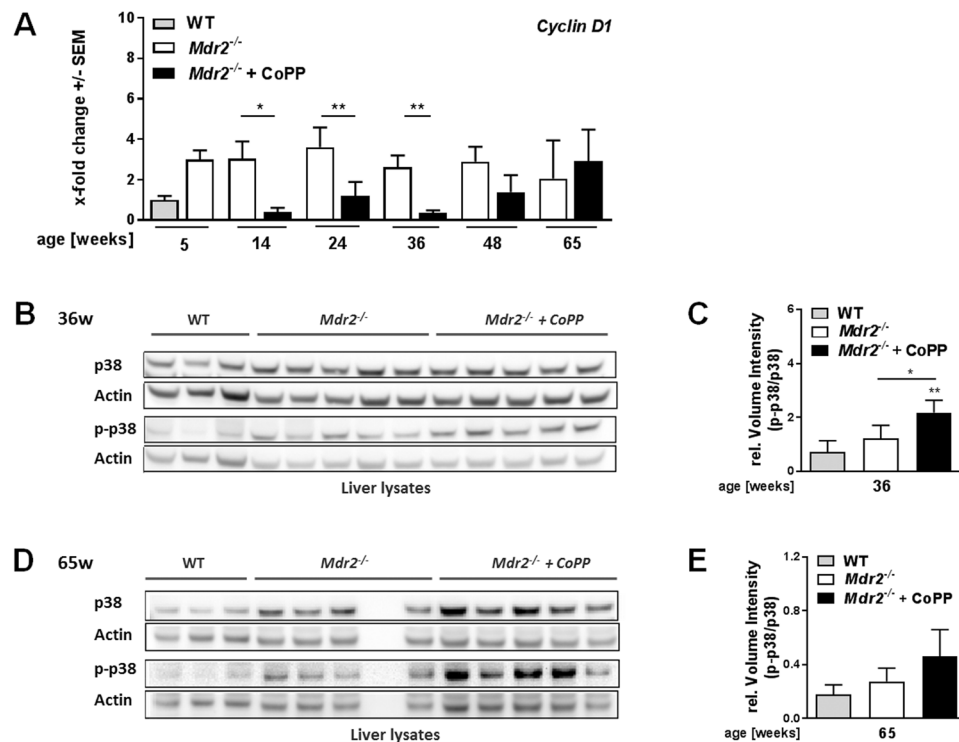 A
WT
Mdr2-/-
Mdr2-/- + CoPP
Cyclin D1
x-fold change +/- SEM
10
8
6
4
2
0
* ** **
age [weeks] 5 14 24 36 48 65
B 36w
WT Mdr2-/- Mdr2-/- + CoPP
p38
Actin
p-p38
Actin
Liver lysates
C
WT
Mdr2-/-
Mdr2-/- + CoPP
rel. Volume Intensity
(p-p38/p38)
6
4
2
0
*
**
age [weeks] 36
D 65w
WT Mdr2-/- Mdr2-/- + CoPP
p38
Actin
p-p38
Actin
Liver lysates
E
WT
Mdr2-/-
Mdr2-/- + CoPP
rel. Volume Intensity
(p-p38/p38)
1.2
0.8
0.4
0.0
age [weeks] 65